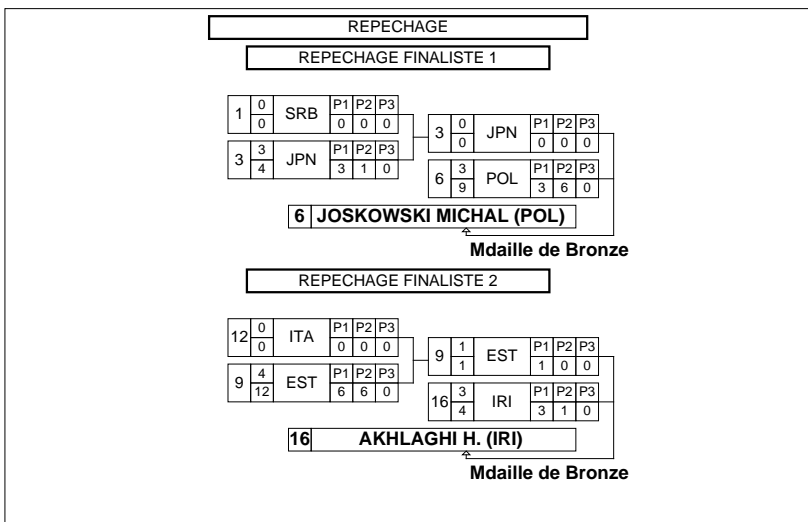 REPECHAGE
REPECHAGE FINALISTE 1
1 0 0 SRB P1 P2 P3 0 0 0
3 3 4 JPN P1 P2 P3 3 1 0
3 0 0 JPN P1 P2 P3 0 0 0
6 3 9 POL P1 P2 P3 3 6 0
6 JOSKOWSKI MICHAL (POL)
Mdaille de Bronze
REPECHAGE FINALISTE 2
12 0 0 ITA P1 P2 P3 0 0 0
9 4 12 EST P1 P2 P3 6 6 0
9 1 1 EST P1 P2 P3 1 0 0
16 3 4 IRI P1 P2 P3 3 1 0
16 AKHLAGHI H. (IRI)
Mdaille de Bronze